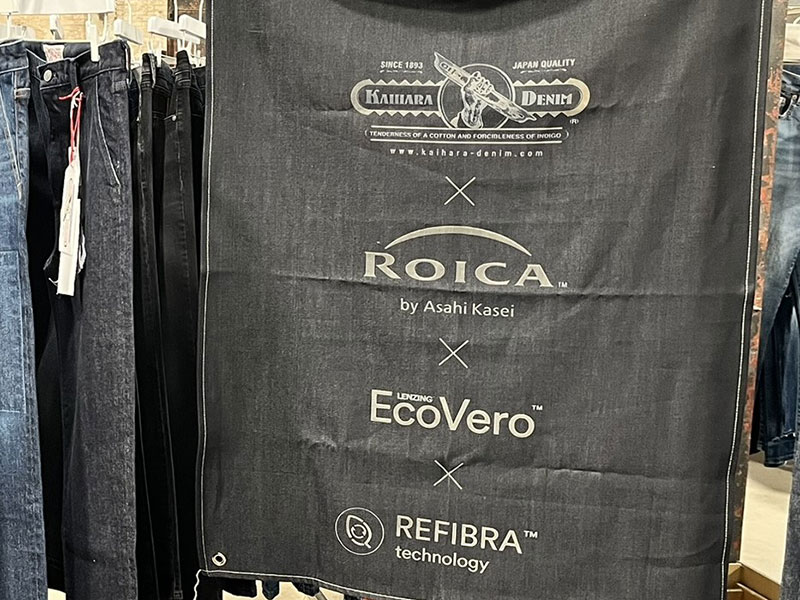 SINCE 1893 JAPAN QUALITY
KAIHARA DENIM ®
TENDERNESS OF A COTTON AND FORCIBLENESS OF INDIGO
www.kaihara-denim.com
ROICA™
by Asahi Kasei
LENZING
EcoVero™
REFIBRA™
technology